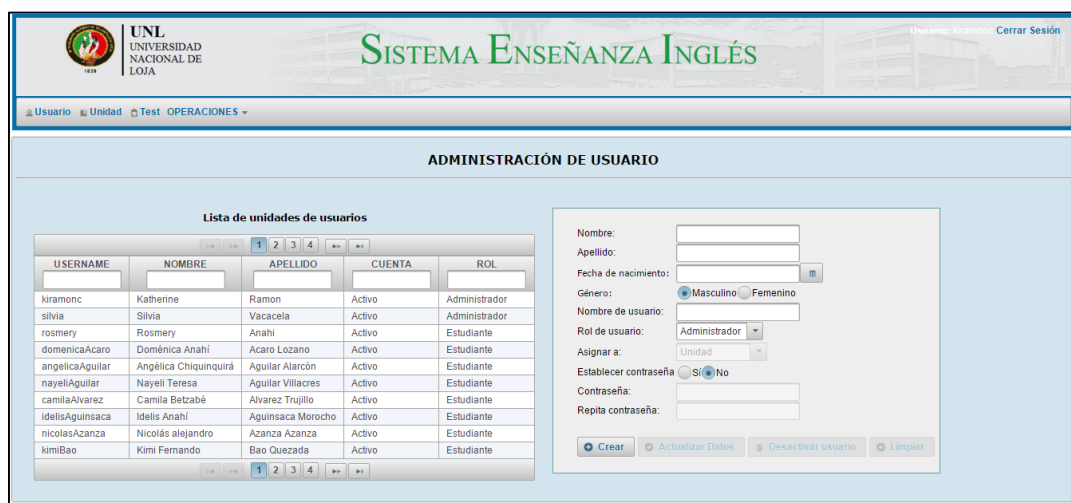 UNL
UNIVERSIDAD
NACIONAL DE
LOJA
1859
SISTEMA ENSEÑANZA INGLÉS
Usuario: kiramonc Cerrar Sesión
Usuario Unidad Test OPERACIONES
ADMINISTRACIÓN DE USUARIO
Lista de unidades de usuarios
1 2 3 4
USERNAME NOMBRE APELLIDO CUENTA ROL
kiramonc Katherine Ramon Activo Administrador
silvia Silvia Vacacela Activo Administrador
rosmery Rosmery Anahi Activo Estudiante
domenicaAcaro Doménica Anahí Acaro Lozano Activo Estudiante
angelicaAguilar Angélica Chiquinquirá Aguilar Alarcón Activo Estudiante
nayeliAguilar Nayeli Teresa Aguilar Villacres Activo Estudiante
camilaAlvarez Camila Betzabé Alvarez Trujillo Activo Estudiante
idelisAguinsaca Idelis Anahí Aguinsaca Morocho Activo Estudiante
nicolasAzanza Nicolás alejandro Azanza Azanza Activo Estudiante
kimiBao Kimi Fernando Bao Quezada Activo Estudiante
1 2 3 4
Nombre:
Apellido:
Fecha de nacimiento:
Género: Masculino Femenino
Nombre de usuario:
Rol de usuario: Administrador
Asignar a: Unidad
Establecer contraseña Sí No
Contraseña:
Repita contraseña:
Crear Actualizar Datos Desactivar usuario Limpiar